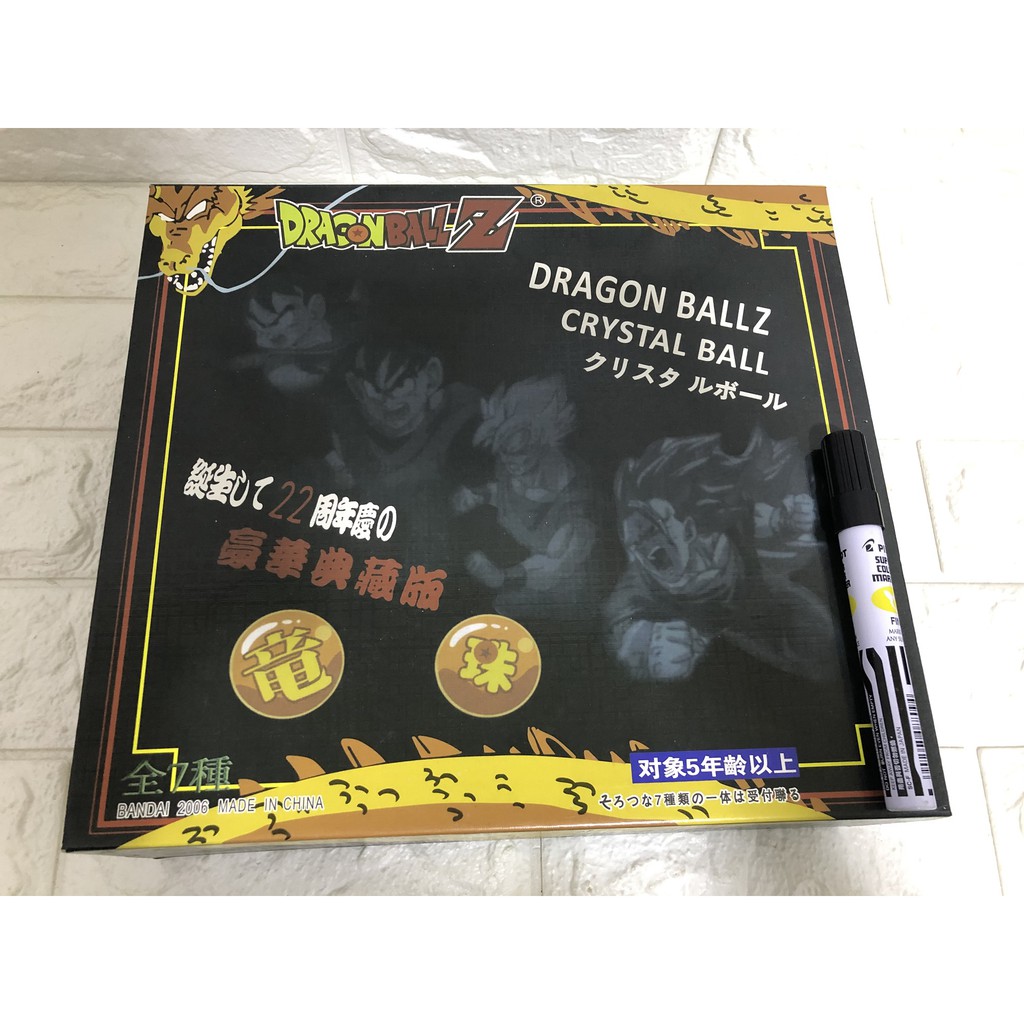 DRAGONBALLZ®
DRAGON BALLZ
CRYSTAL BALL
クリスタ ルボール
誕生して22周年慶の
豪華典藏版
竜
珠
全7種
BANDAI 2006 MADE IN CHINA
对象5年齢以上
そろつな7種類の一体は受付聯る